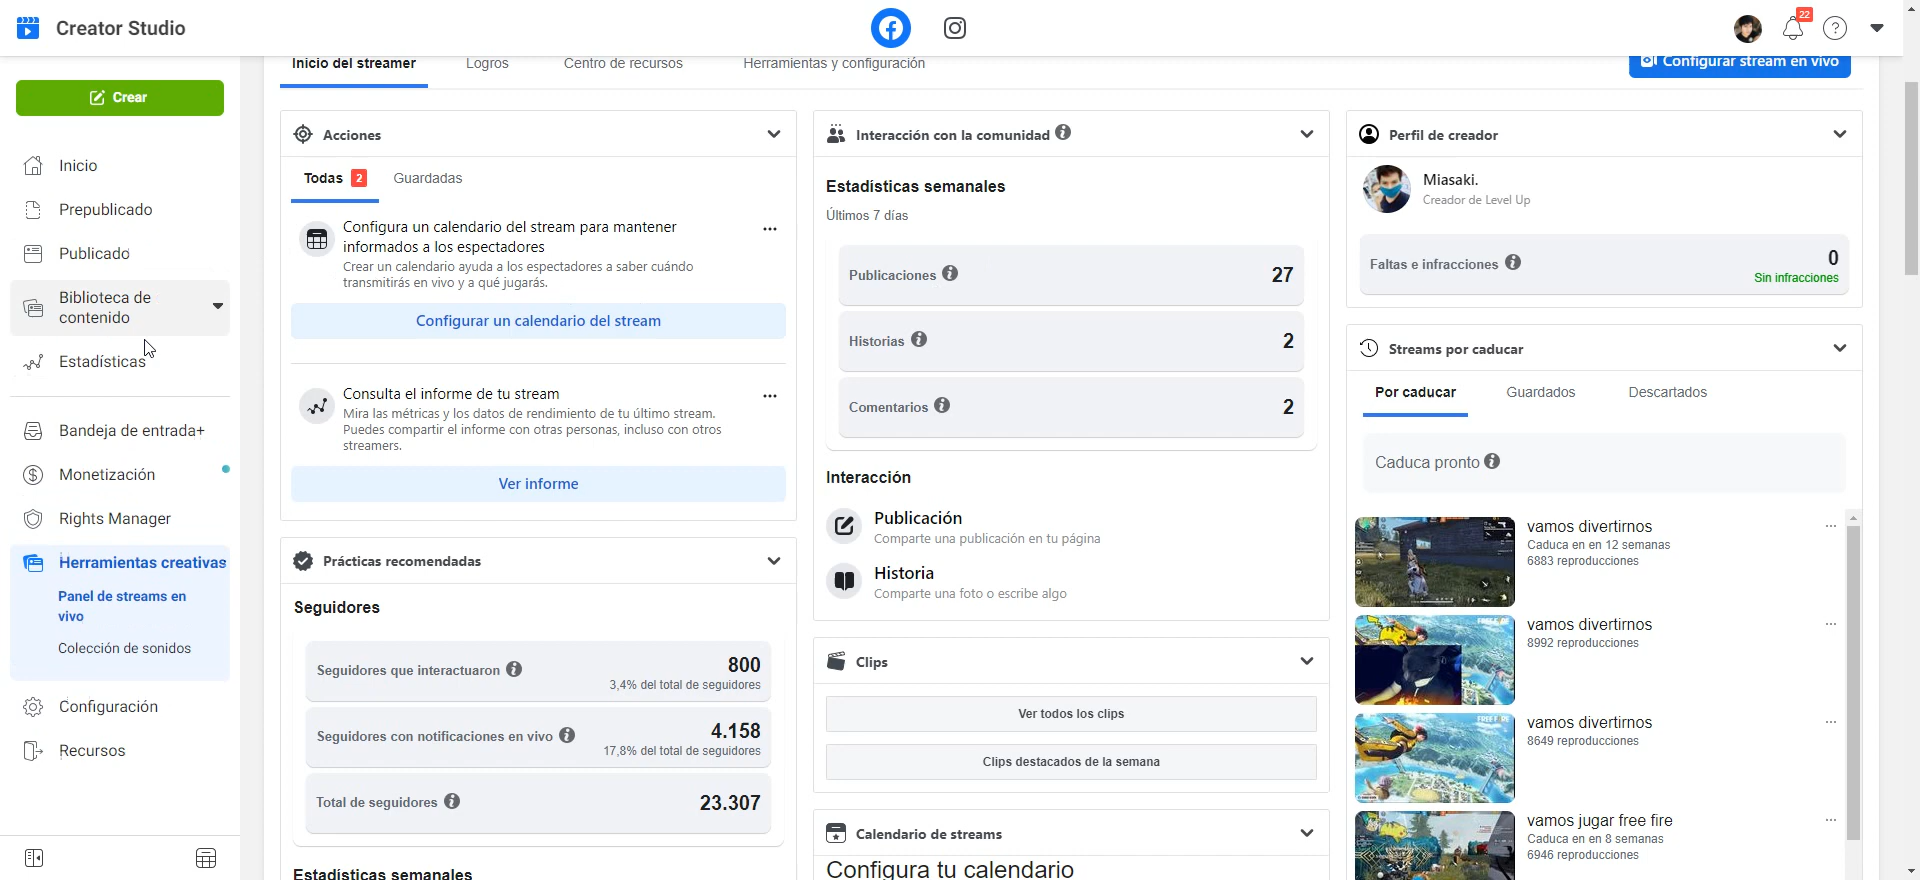 Creator Studio
22
Crear
Inicio
Prepublicado
Publicado
Biblioteca de
contenido
Estadísticas
Bandeja de entrada+
Monetización
Rights Manager
Herramientas creativas
Panel de streams en
vivo
Colección de sonidos
Configuración
Recursos
Inicio del streamer
Logros
Centro de recursos
Herramientas y configuración
Configurar stream en vivo
Acciones
Todas 2
Guardadas
Configura un calendario del stream para mantener
informados a los espectadores
Crear un calendario ayuda a los espectadores a saber cuándo
transmitirás en vivo y a qué jugarás.
Configurar un calendario del stream
Consulta el informe de tu stream
Mira las métricas y los datos de rendimiento de tu último stream.
Puedes compartir el informe con otras personas, incluso con otros
streamers.
Ver informe
Prácticas recomendadas
Seguidores
Seguidores que interactuaron
800
3,4% del total de seguidores
Seguidores con notificaciones en vivo
4.158
17,8% del total de seguidores
Total de seguidores
23.307
Estadísticas semanales
Interacción con la comunidad
Estadísticas semanales
Últimos 7 días
Publicaciones
27
Historias
2
Comentarios
2
Interacción
Publicación
Comparte una publicación en tu página
Historia
Comparte una foto o escribe algo
Clips
Ver todos los clips
Clips destacados de la semana
Calendario de streams
Configura tu calendario
Perfil de creador
Miasaki.
Creador de Level Up
Faltas e infracciones
0
Sin infracciones
Streams por caducar
Por caducar
Guardados
Descartados
Caduca pronto
vamos divertirnos
Caduca en en 12 semanas
6883 reproducciones
vamos divertirnos
8992 reproducciones
vamos divertirnos
8649 reproducciones
vamos jugar free fire
Caduca en en 8 semanas
6946 reproducciones